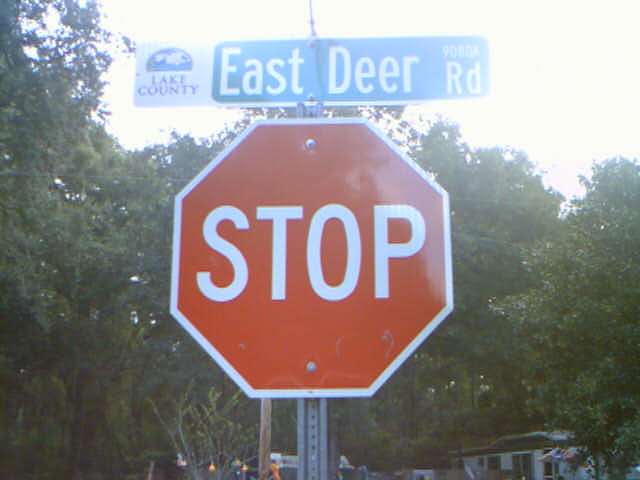 LAKE
COUNTY
East Deer Rd
9080A
STOP